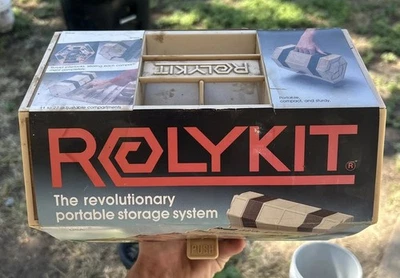 ROLYKIT
Portable,
compact, and sturdy.
ROLYKIT®
The revolutionary
portable storage system